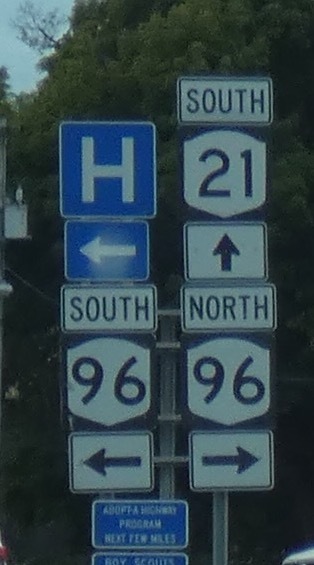 SOUTH
21
H
SOUTH
96
NORTH
96
ADOPT-A HIGHWAY
PROGRAM
NEXT FEW MILES
BOY SCOUTS